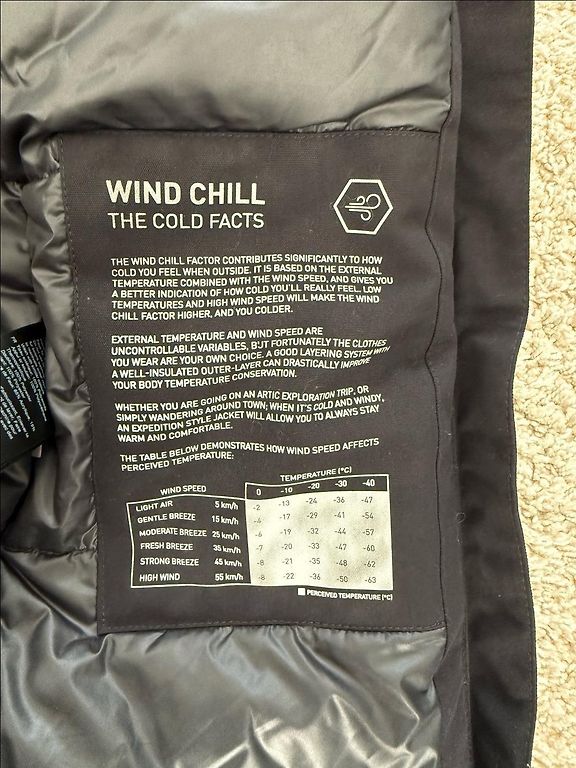 WIND CHILL
THE COLD FACTS
THE WIND CHILL FACTOR CONTRIBUTES SIGNIFICANTLY TO HOW
COLD YOU FEEL WHEN OUTSIDE. IT IS BASED ON THE EXTERNAL
TEMPERATURE COMBINED WITH THE WIND SPEED, AND GIVES YOU
A BETTER INDICATION OF HOW COLD YOU'LL REALLY FEEL. LOW
TEMPERATURES AND HIGH WIND SPEED WILL MAKE THE WIND
CHILL FACTOR HIGHER, AND YOU COLDER.
EXTERNAL TEMPERATURE AND WIND SPEED ARE
UNCONTROLLABLE VARIABLES, BUT FORTUNATELY THE CLOTHES
YOU WEAR ARE YOUR OWN CHOICE. A GOOD LAYERING SYSTEM WITH
A WELL-INSULATED OUTER-LAYER CAN DRASTICALLY IMPROVE
YOUR BODY TEMPERATURE CONSERVATION.
WHETHER YOU ARE GOING ON AN ARTIC EXPLORATION TRIP, OR
SIMPLY WANDERING AROUND TOWN; WHEN IT'S COLD AND WINDY,
AN EXPEDITION STYLE JACKET WILL ALLOW YOU TO ALWAYS STAY
WARM AND COMFORTABLE.
THE TABLE BELOW DEMONSTRATES HOW WIND SPEED AFFECTS
PERCEIVED TEMPERATURE:
TEMPERATURE (°C)
WIND SPEED 0 -10 -20 -30 -40
LIGHT AIR 5 km/h -2 -13 -24 -36 -47
GENTLE BREEZE 15 km/h -4 -17 -29 -41 -54
MODERATE BREEZE 25 km/h -6 -19 -32 -44 -57
FRESH BREEZE 35 km/h -7 -20 -33 -47 -60
STRONG BREEZE 45 km/h -8 -21 -35 -48 -62
HIGH WIND 55 km/h -8 -22 -36 -50 -63
PERCEIVED TEMPERATURE (°C)